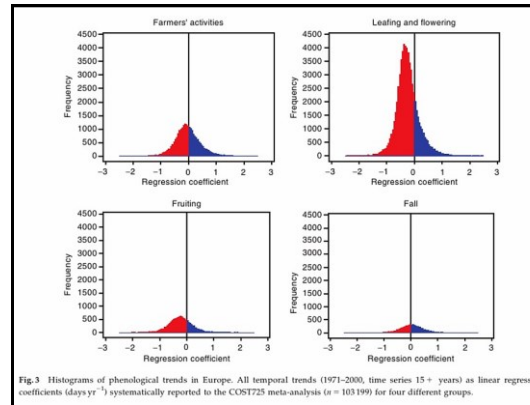 Farmers' activities
Leafing and flowering
4500
4000
3500
3000
2500
2000
1500
1000
500
0
Frequency
−3 −2 −1 0 1 2 3
Regression coefficient
4500
4000
3500
3000
2500
2000
1500
1000
500
0
Frequency
−3 −2 −1 0 1 2 3
Regression coefficient
Fruiting
Fall
4500
4000
3500
3000
2500
2000
1500
1000
500
0
Frequency
−3 −2 −1 0 1 2 3
Regression coefficient
4500
4000
3500
3000
2500
2000
1500
1000
500
0
Frequency
−3 −2 −1 0 1 2 3
Regression coefficient
Fig. 3 Histograms of phenological trends in Europe. All temporal trends (1971–2000, time series 15+ years) as linear regress
coefficients (days yr⁻¹) systematically reported to the COST725 meta-analysis (n = 103 199) for four different groups.